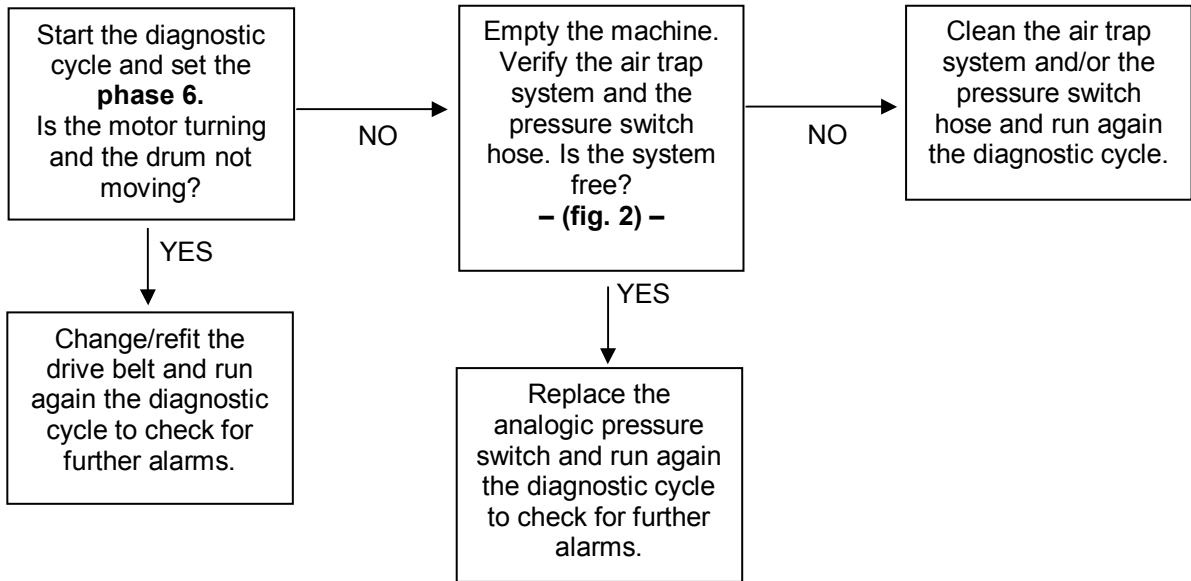 Start the diagnostic
cycle and set the
phase 6.
Is the motor turning
and the drum not
moving?
NO
Empty the machine.
Verify the air trap
system and the
pressure switch
hose. Is the system
free?
– (fig. 2) –
NO
Clean the air trap
system and/or the
pressure switch
hose and run again
the diagnostic cycle.
YES
Change/refit the
drive belt and run
again the diagnostic
cycle to check for
further alarms.
YES
Replace the
analogic pressure
switch and run again
the diagnostic cycle
to check for further
alarms.